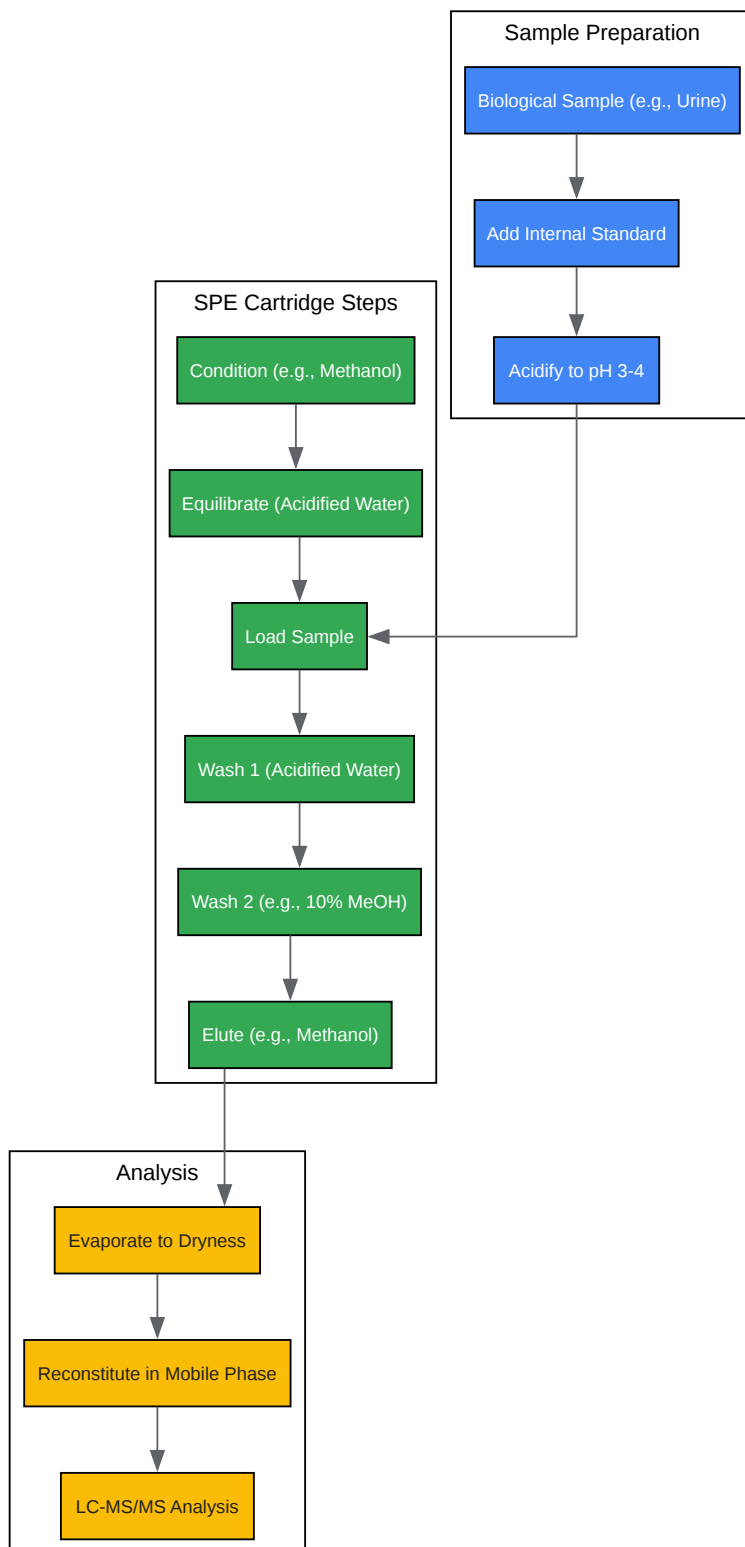 Sample Preparation
Biological Sample (e.g., Urine)
Add Internal Standard
Acidify to pH 3-4
SPE Cartridge Steps
Condition (e.g., Methanol)
Equilibrate (Acidified Water)
Load Sample
Wash 1 (Acidified Water)
Wash 2 (e.g., 10% MeOH)
Elute (e.g., Methanol)
Analysis
Evaporate to Dryness
Reconstitute in Mobile Phase
LC-MS/MS Analysis